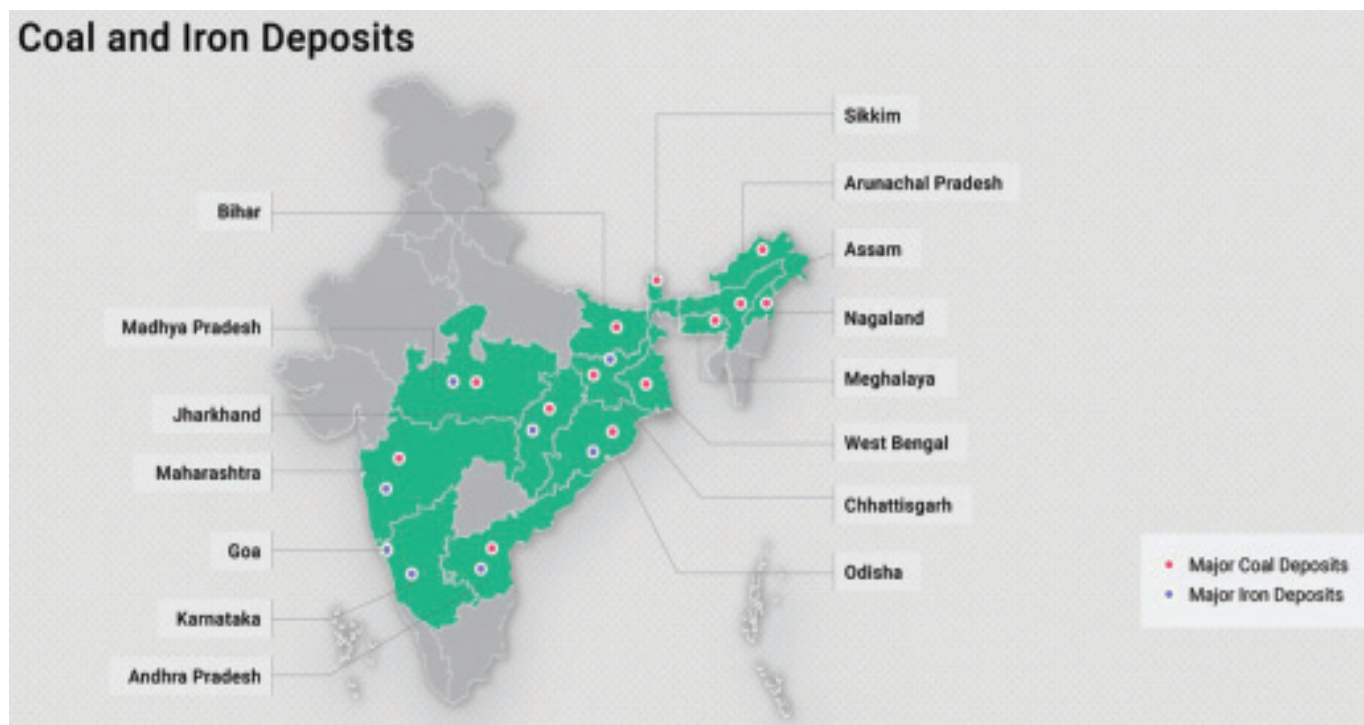 Coal and Iron Deposits
Sikkim
Arunachal Pradesh
Bihar
Assam
Nagaland
Madhya Pradesh
Meghalaya
Jharkhand
West Bengal
Maharashtra
Chhattisgarh
Goa
Odisha
Major Coal Deposits
Major Iron Deposits
Karnataka
Andhra Pradesh